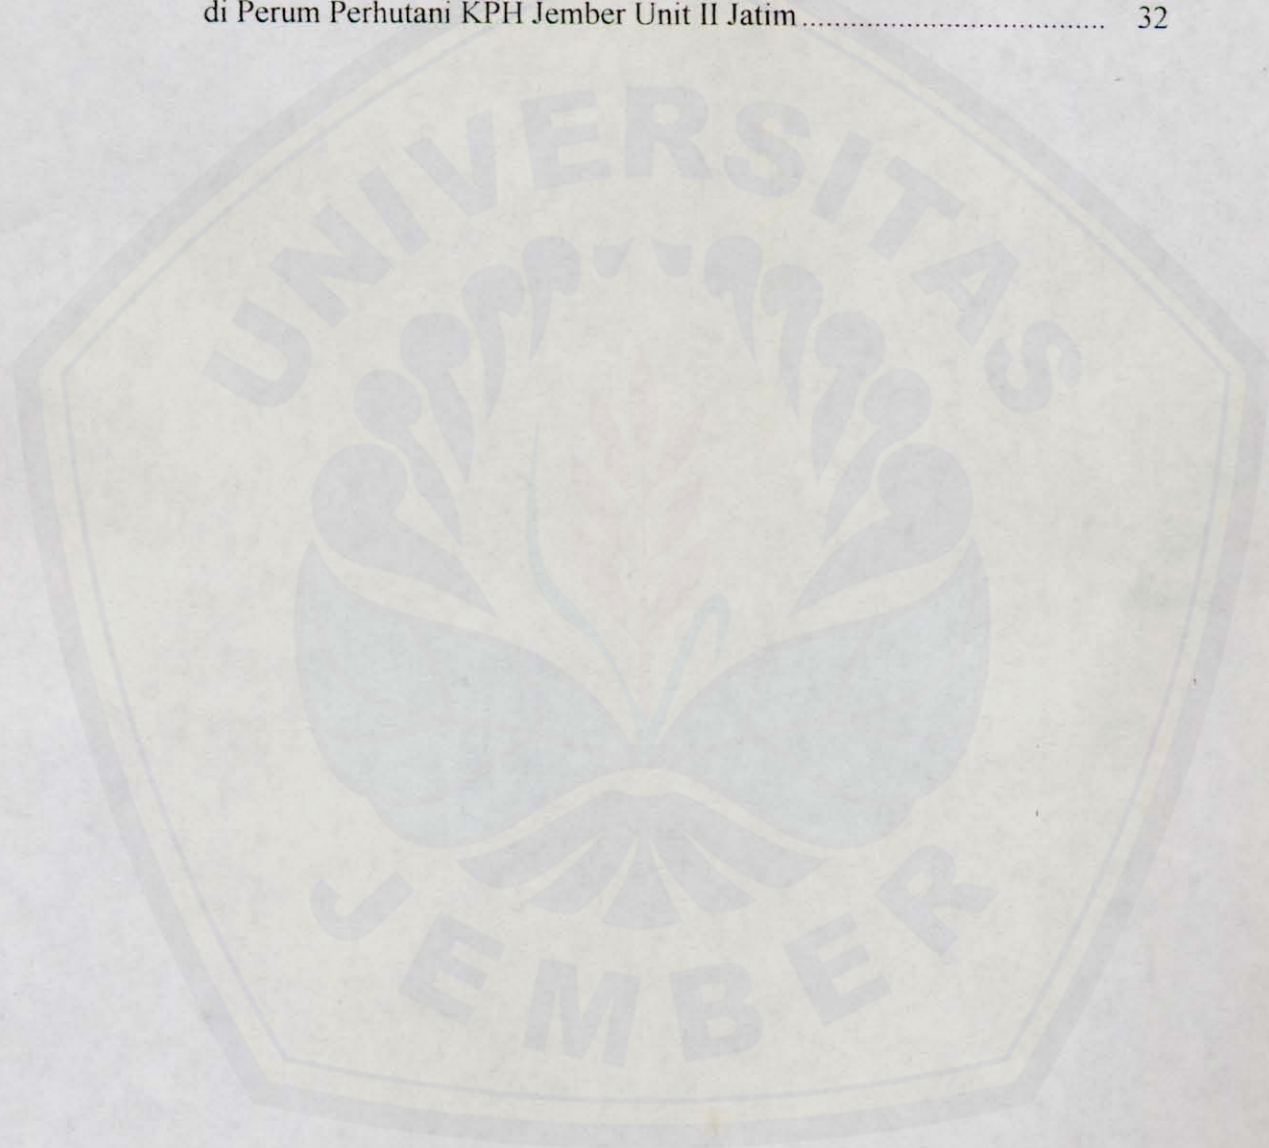 di Perum Perhutani KPH Jember Unit II Jatim.................................... 32
UNIVERSITAS
JEMBER